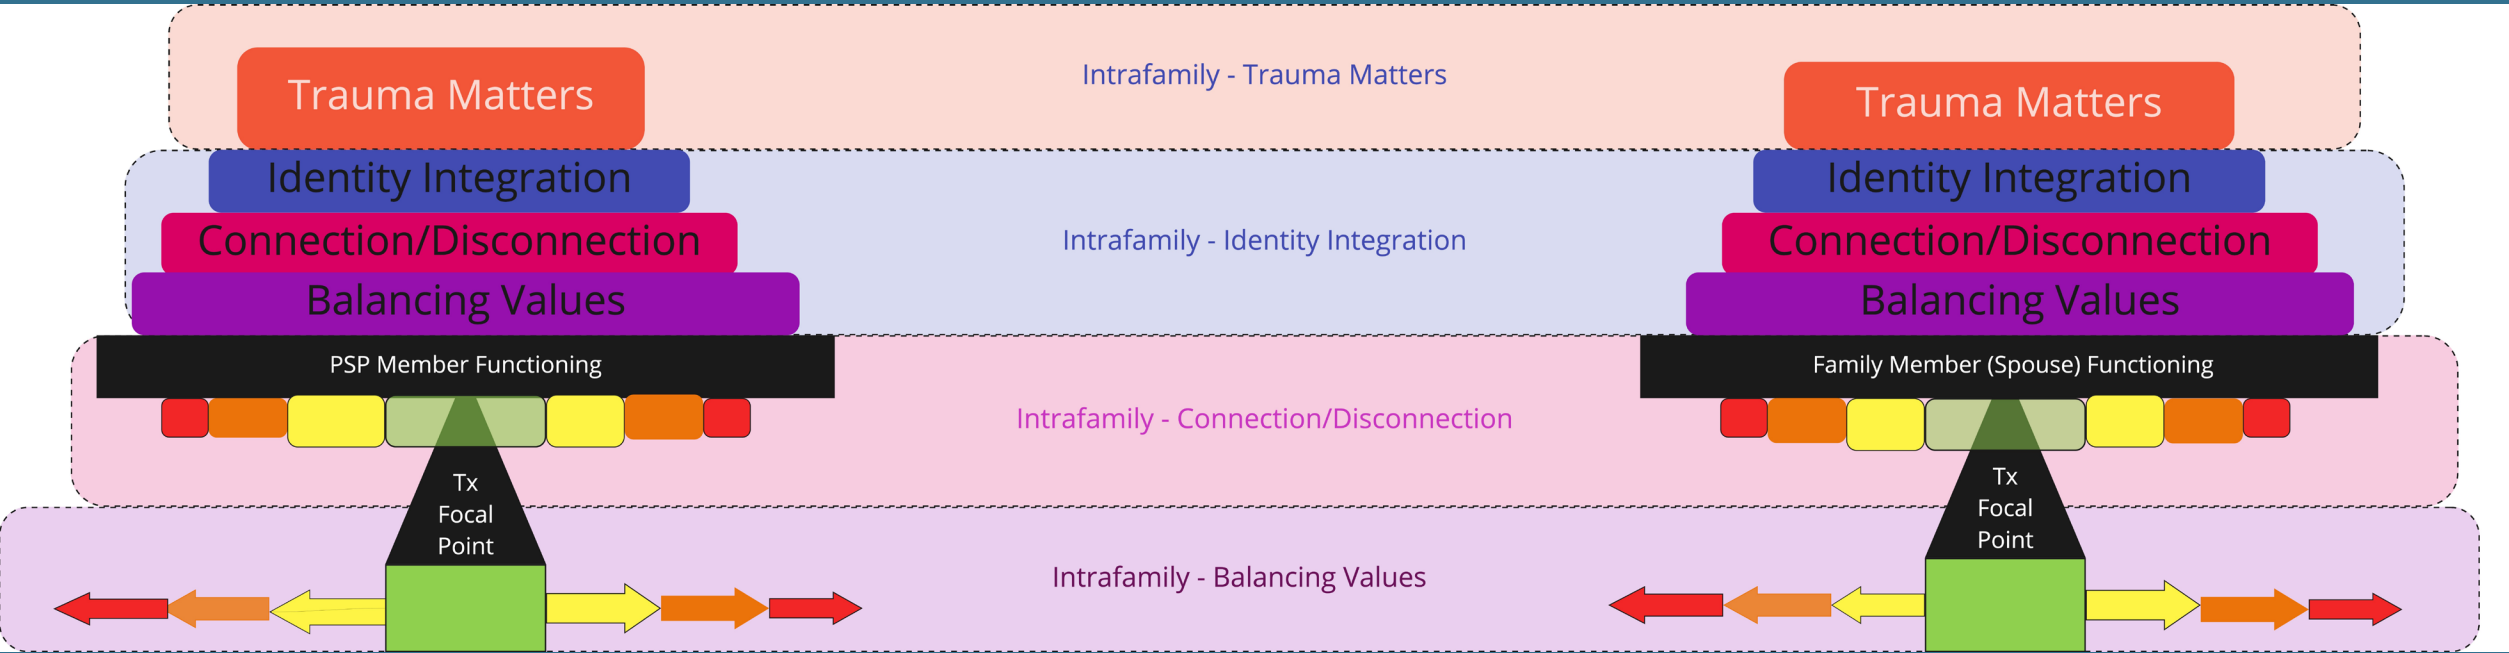 Trauma Matters
Intrafamily - Trauma Matters
Trauma Matters
Identity Integration
Identity Integration
Connection/Disconnection
Intrafamily - Identity Integration
Connection/Disconnection
Balancing Values
Balancing Values
PSP Member Functioning
Family Member (Spouse) Functioning
Intrafamily - Connection/Disconnection
Tx
Focal
Point
Tx
Focal
Point
Intrafamily - Balancing Values